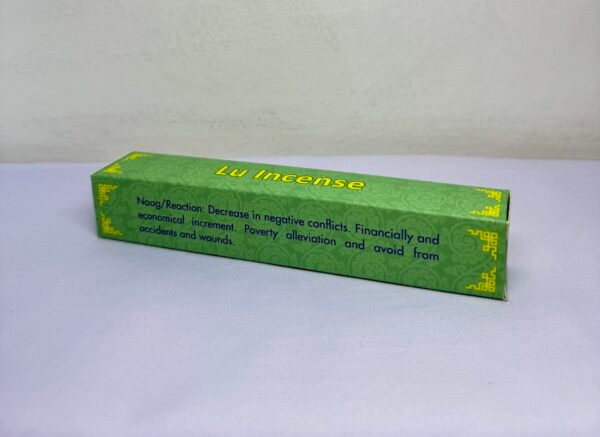 Lu Incense
Noog/Reaction: Decrease in negative conflicts. Financially and
economical increment. Poverty alleviation and avoid from
accidents and wounds.